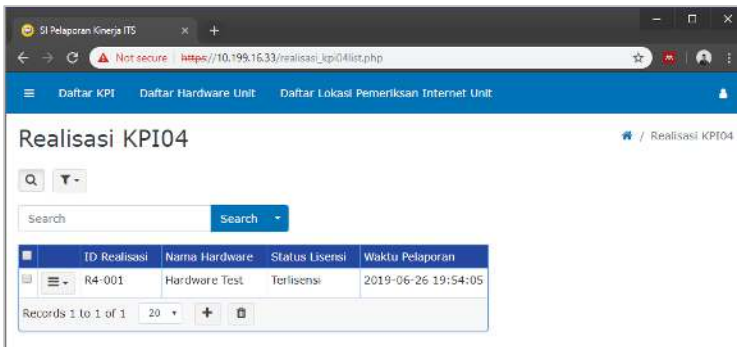 SI Pelaporan Kinerja ITS
Not secure https://10.199.16.33/realisasi_kpi04list.php
Daftar KPI Daftar Hardware Unit Daftar Lokasi Pemeriksan Internet Unit
Realisasi KPI04
/ Realisasi KPI04
Search Search
ID Realisasi Nama Hardware Status Lisensi Waktu Pelaporan
R4-001 Hardware Test Terlisensi 2019-06-26 19:54:05
Records 1 to 1 of 1 20